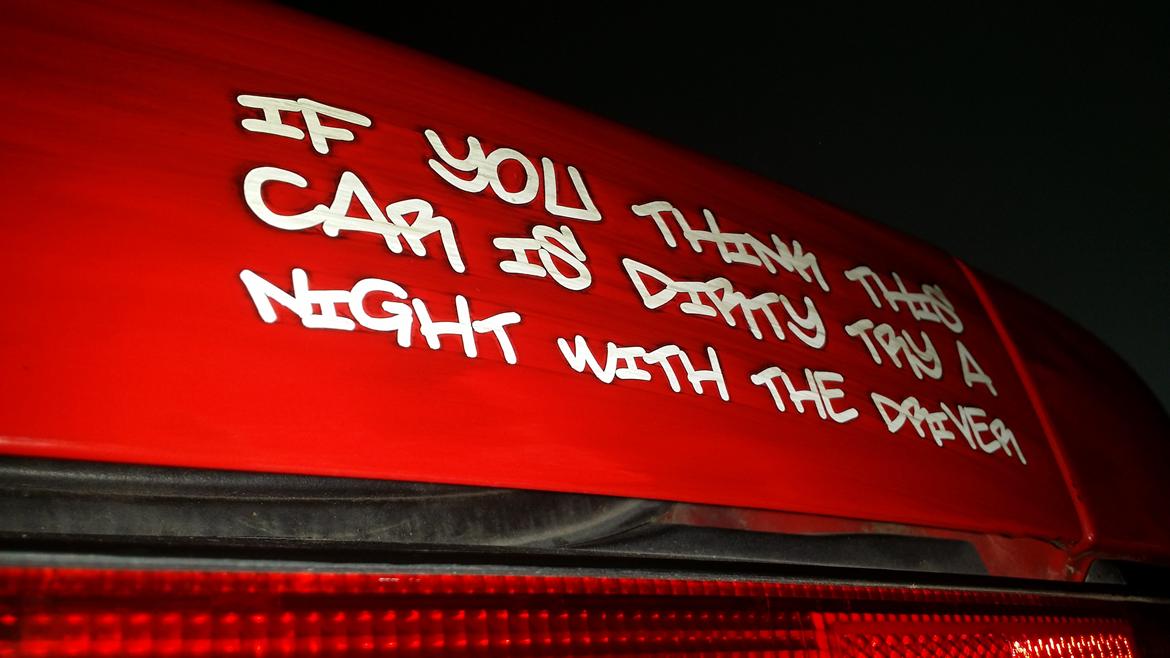 IF YOU THINK THIS
CAR IS DIRTY TRY A
NIGHT WITH THE DRIVER